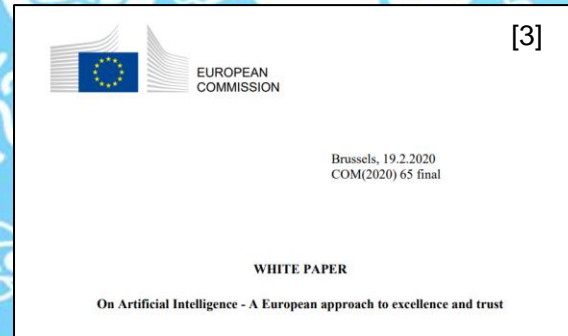 [3]
EUROPEAN
COMMISSION
Brussels, 19.2.2020
COM(2020) 65 final
WHITE PAPER
On Artificial Intelligence - A European approach to excellence and trust